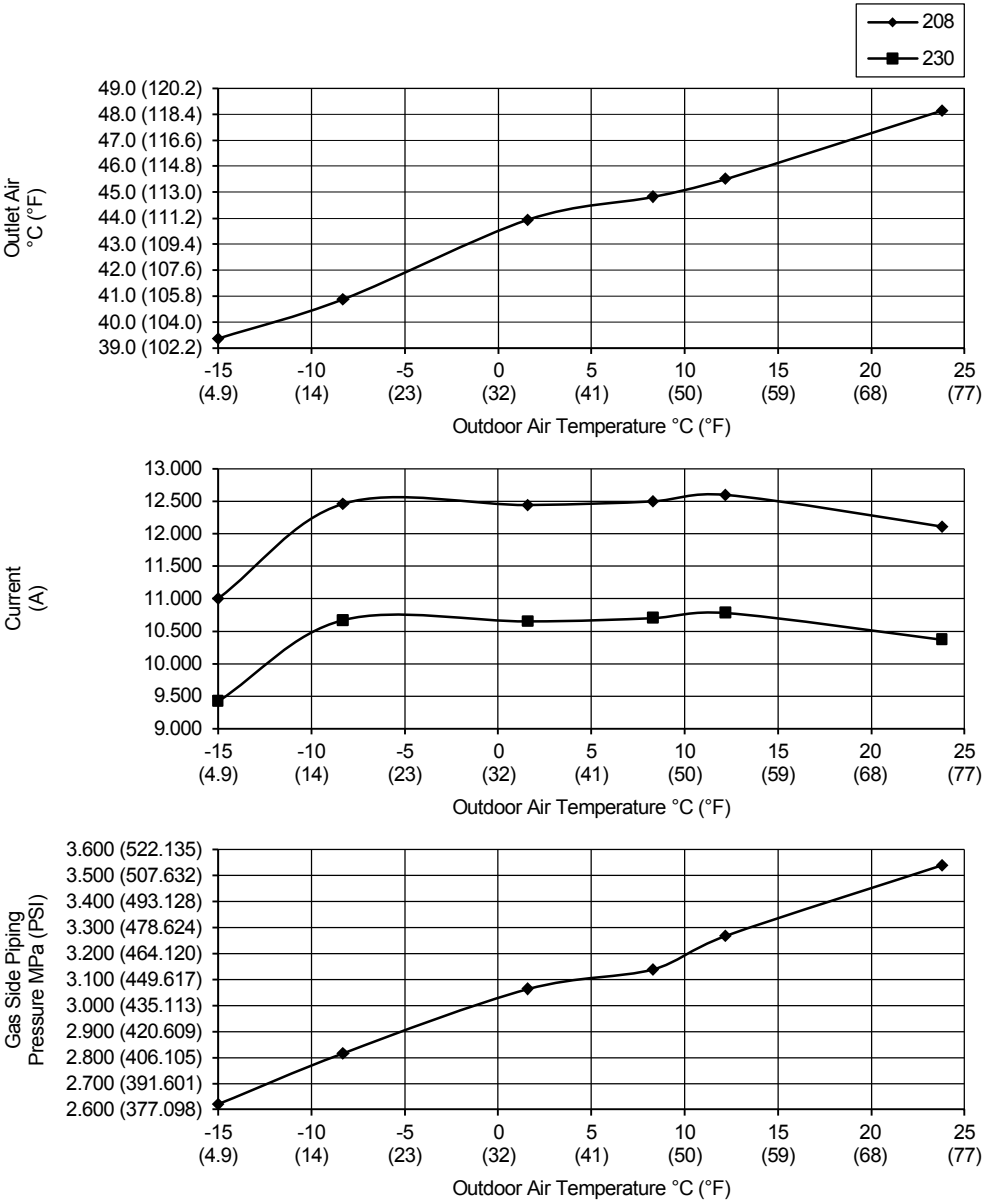 208
230
49.0 (120.2)
48.0 (118.4)
47.0 (116.6)
46.0 (114.8)
45.0 (113.0)
44.0 (111.2)
43.0 (109.4)
42.0 (107.6)
41.0 (105.8)
40.0 (104.0)
39.0 (102.2)
Outlet Air
°C (°F)
-15 -10 -5 0 5 10 15 20 25
(4.9) (14) (23) (32) (41) (50) (59) (68) (77)
Outdoor Air Temperature °C (°F)
13.000
12.500
12.000
11.500
11.000
10.500
10.000
9.500
9.000
Current
(A)
-15 -10 -5 0 5 10 15 20 25
(4.9) (14) (23) (32) (41) (50) (59) (68) (77)
Outdoor Air Temperature °C (°F)
3.600 (522.135)
3.500 (507.632)
3.400 (493.128)
3.300 (478.624)
3.200 (464.120)
3.100 (449.617)
3.000 (435.113)
2.900 (420.609)
2.800 (406.105)
2.700 (391.601)
2.600 (377.098)
Gas Side Piping
Pressure MPa (PSI)
-15 -10 -5 0 5 10 15 20 25
(4.9) (14) (23) (32) (41) (50) (59) (68) (77)
Outdoor Air Temperature °C (°F)